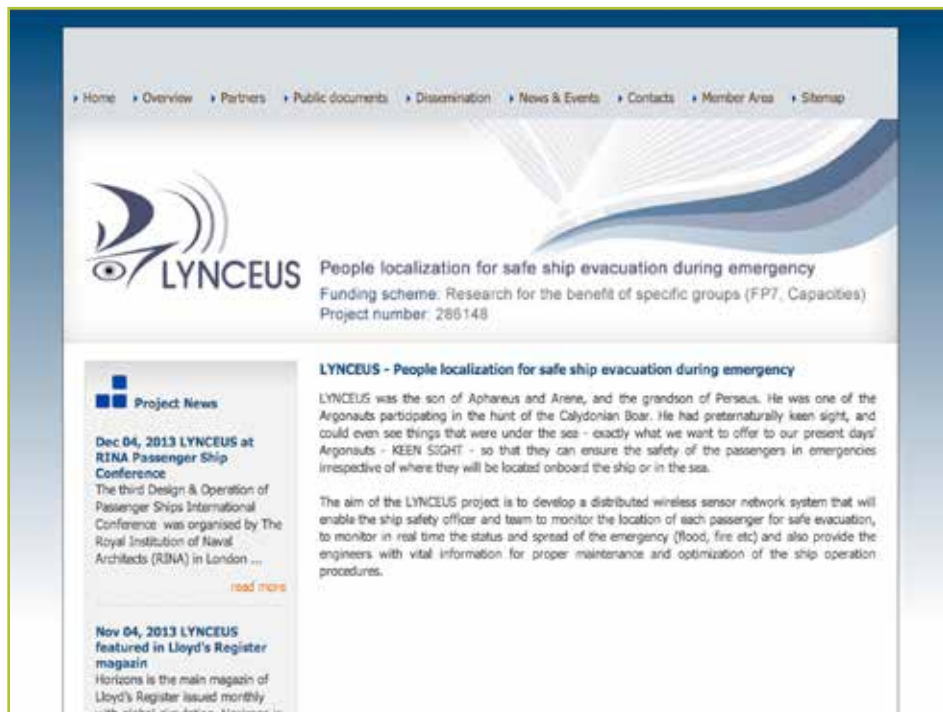 Home Overview Partners Public documents Dissemination News & Events Contacts Member Area Sitemap
LYNCEUS
People localization for safe ship evacuation during emergency
Funding scheme: Research for the benefit of specific groups (FP7, Capacities)
Project number: 286148
Project News
Dec 04, 2013 LYNCEUS at
RINA Passenger Ship
Conference
The third Design & Operation of
Passenger Ships International
Conference was organised by The
Royal Institution of Naval
Architects (RINA) in London ...
read more
Nov 04, 2013 LYNCEUS
featured in Lloyd's Register
magazin
Horizons is the main magazin of
Lloyd's Register issued monthly
with global circulation. Horizons is
LYNCEUS - People localization for safe ship evacuation during emergency
LYNCEUS was the son of Aphareus and Arene, and the grandson of Perseus. He was one of the
Argonauts participating in the hunt of the Calydonian Boar. He had preternaturally keen sight, and
could even see things that were under the sea - exactly what we want to offer to our present days'
Argonauts - KEEN SIGHT - so that they can ensure the safety of the passengers in emergencies
irrespective of where they will be located onboard the ship or in the sea.
The aim of the LYNCEUS project is to develop a distributed wireless sensor network system that will
enable the ship safety officer and team to monitor the location of each passenger for safe evacuation,
to monitor in real time the status and spread of the emergency (flood, fire etc) and also provide the
engineers with vital information for proper maintenance and optimization of the ship operation
procedures.